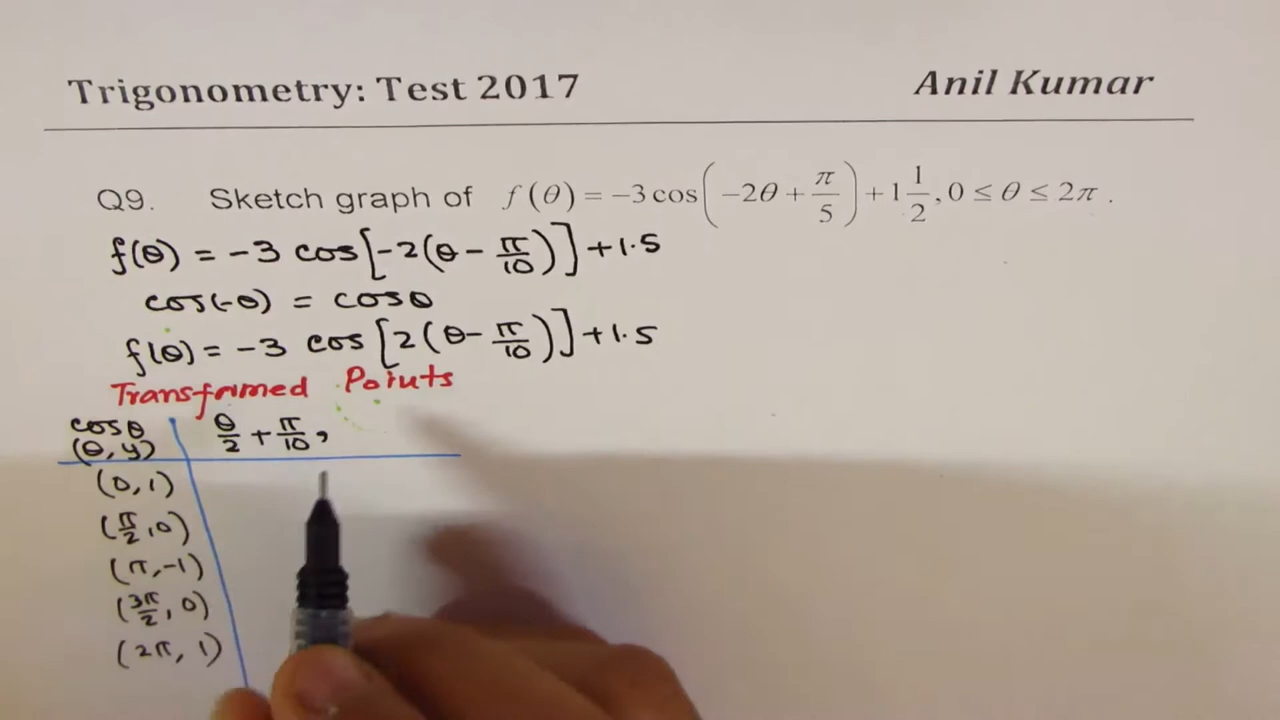 Trigonometry: Test 2017 Anil Kumar
Q9. Sketch graph of f(θ) = −3 cos(−2θ + π/5) + 1 1/2, 0 ≤ θ ≤ 2π .
f(θ) = −3 cos[−2(θ − π/10)] + 1.5
cos(−θ) = cosθ
f(θ) = −3 cos[2(θ − π/10)] + 1.5
Transformed Points
cosθ
(θ, y) θ/2 + π/10,
(0, 1)
(π/2, 0)
(π, −1)
(3π/2, 0)
(2π, 1)